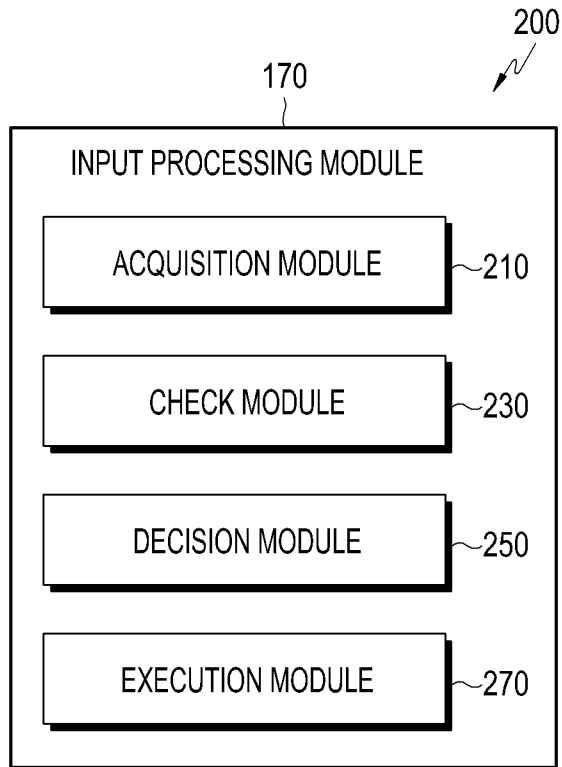 200
170
INPUT PROCESSING MODULE
ACQUISITION MODULE
210
CHECK MODULE
230
DECISION MODULE
250
EXECUTION MODULE
270